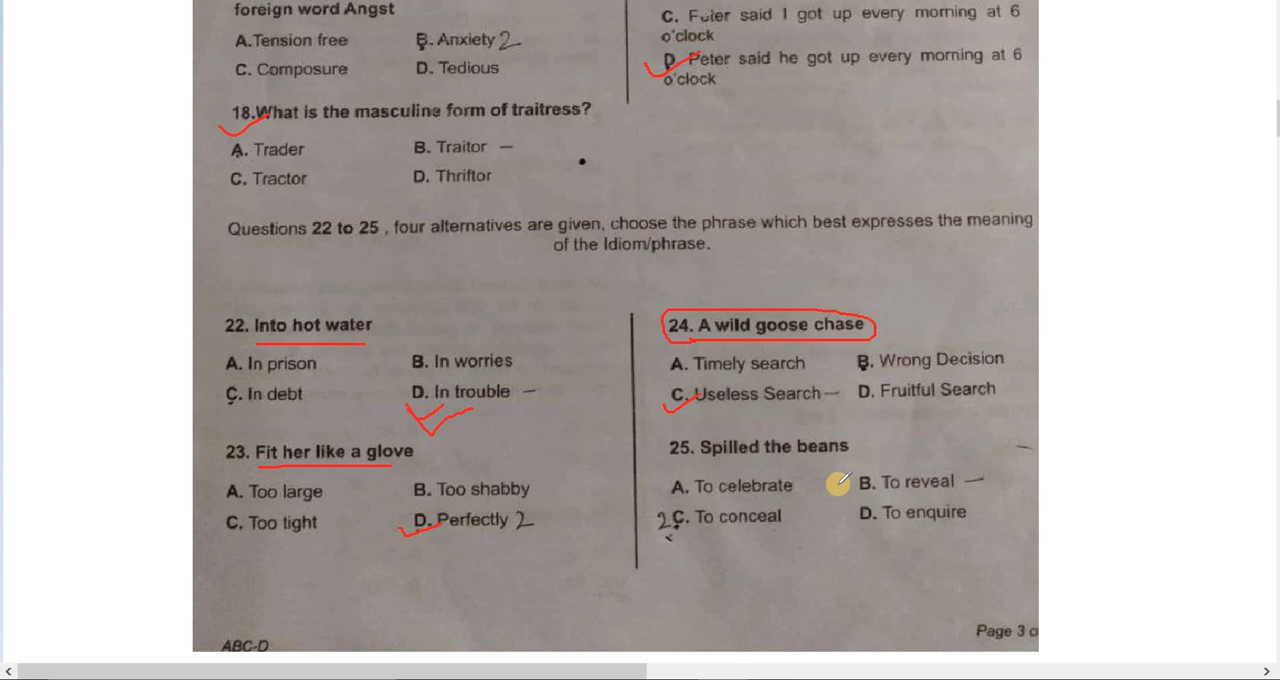 foreign word Angst
A.Tension free B. Anxiety 2
C. Composure D. Tedious
18.What is the masculine form of traitress?
A. Trader B. Traitor –
C. Tractor D. Thriftor
C. Peter said I got up every morning at 6
o'clock
D. Peter said he got up every morning at 6
o'clock
Questions 22 to 25 , four alternatives are given, choose the phrase which best expresses the meaning
of the Idiom/phrase.
22. Into hot water
A. In prison B. In worries
C. In debt D. In trouble –
23. Fit her like a glove
A. Too large B. Too shabby
C. Too tight D. Perfectly 2
24. A wild goose chase
A. Timely search B. Wrong Decision
C. Useless Search – D. Fruitful Search
25. Spilled the beans
A. To celebrate B. To reveal –
2 C. To conceal D. To enquire
ABC-D
Page 3 o